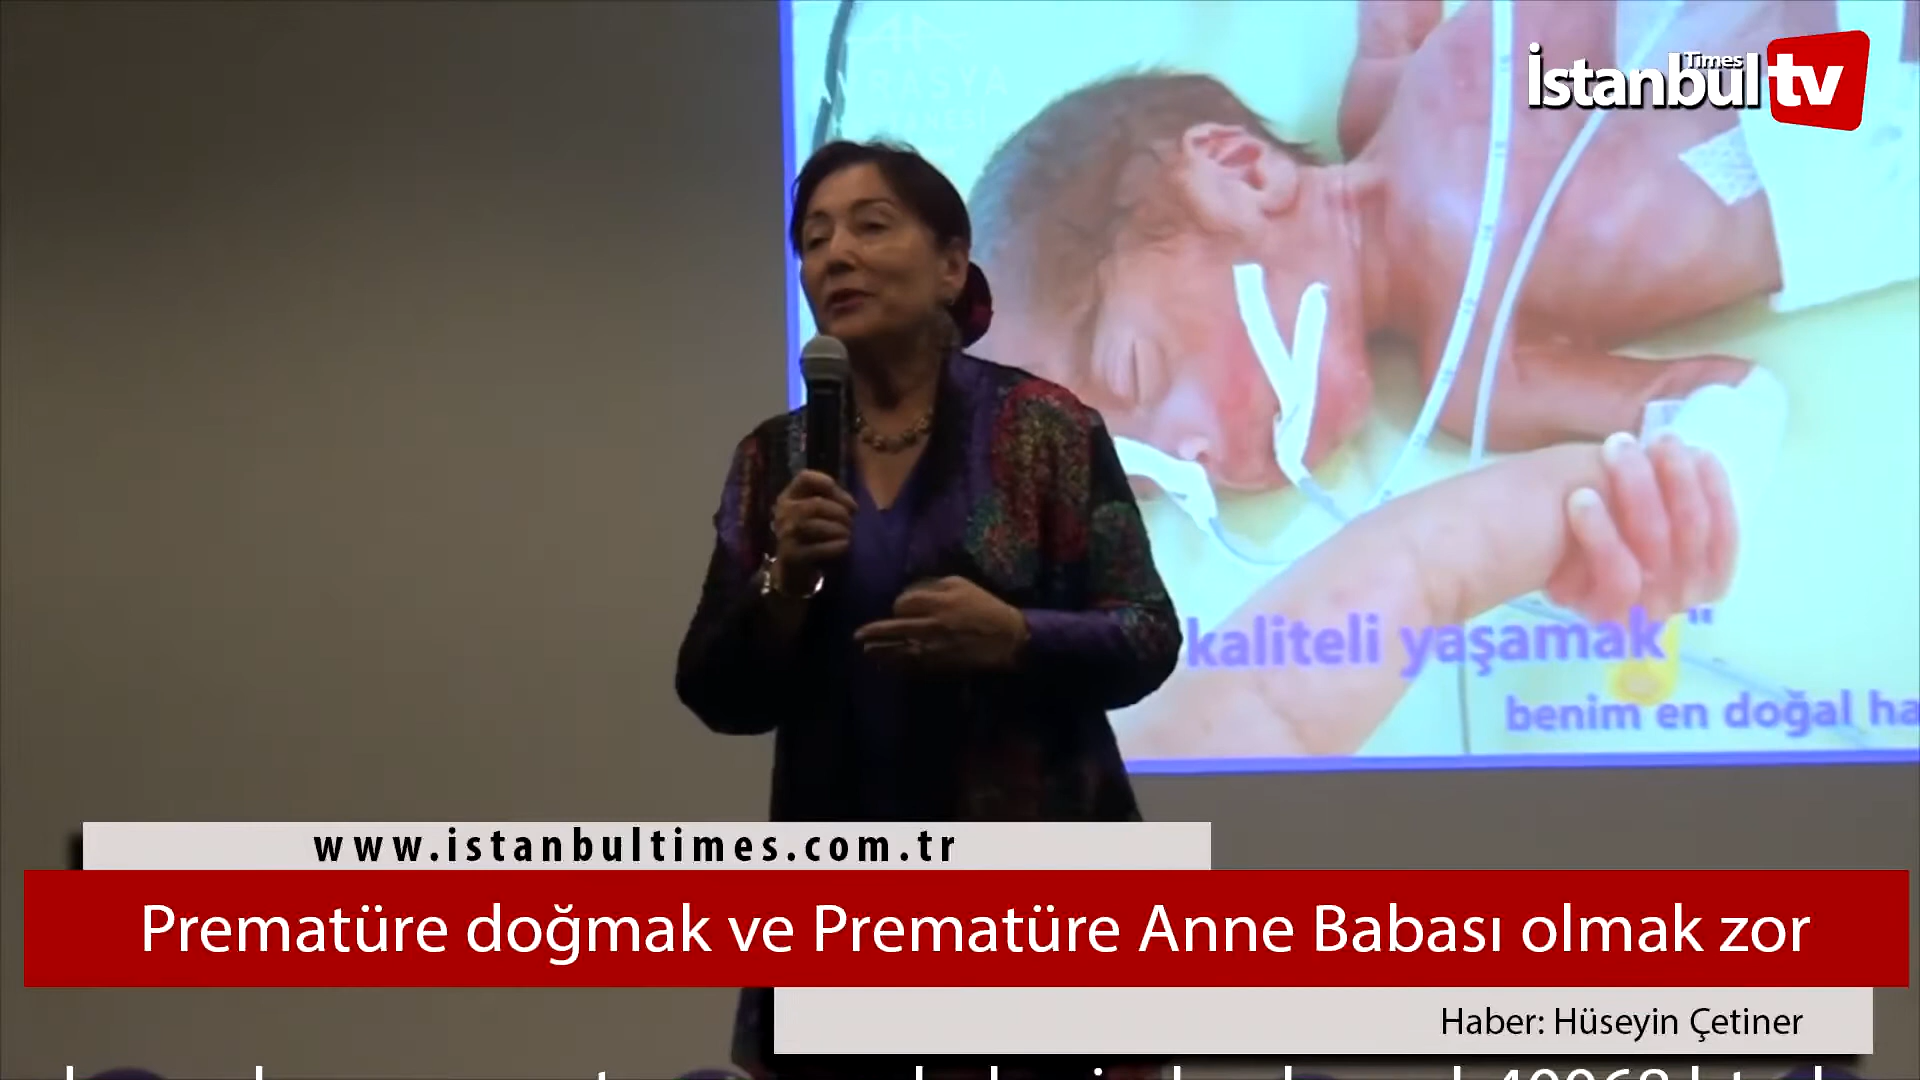 İstanbul Times tv
kaliteli yaşamak "
benim en doğal
www.istanbultimes.com.tr
Prematüre doğmak ve Prematüre Anne Babası olmak zor
Haber: Hüseyin Çetiner